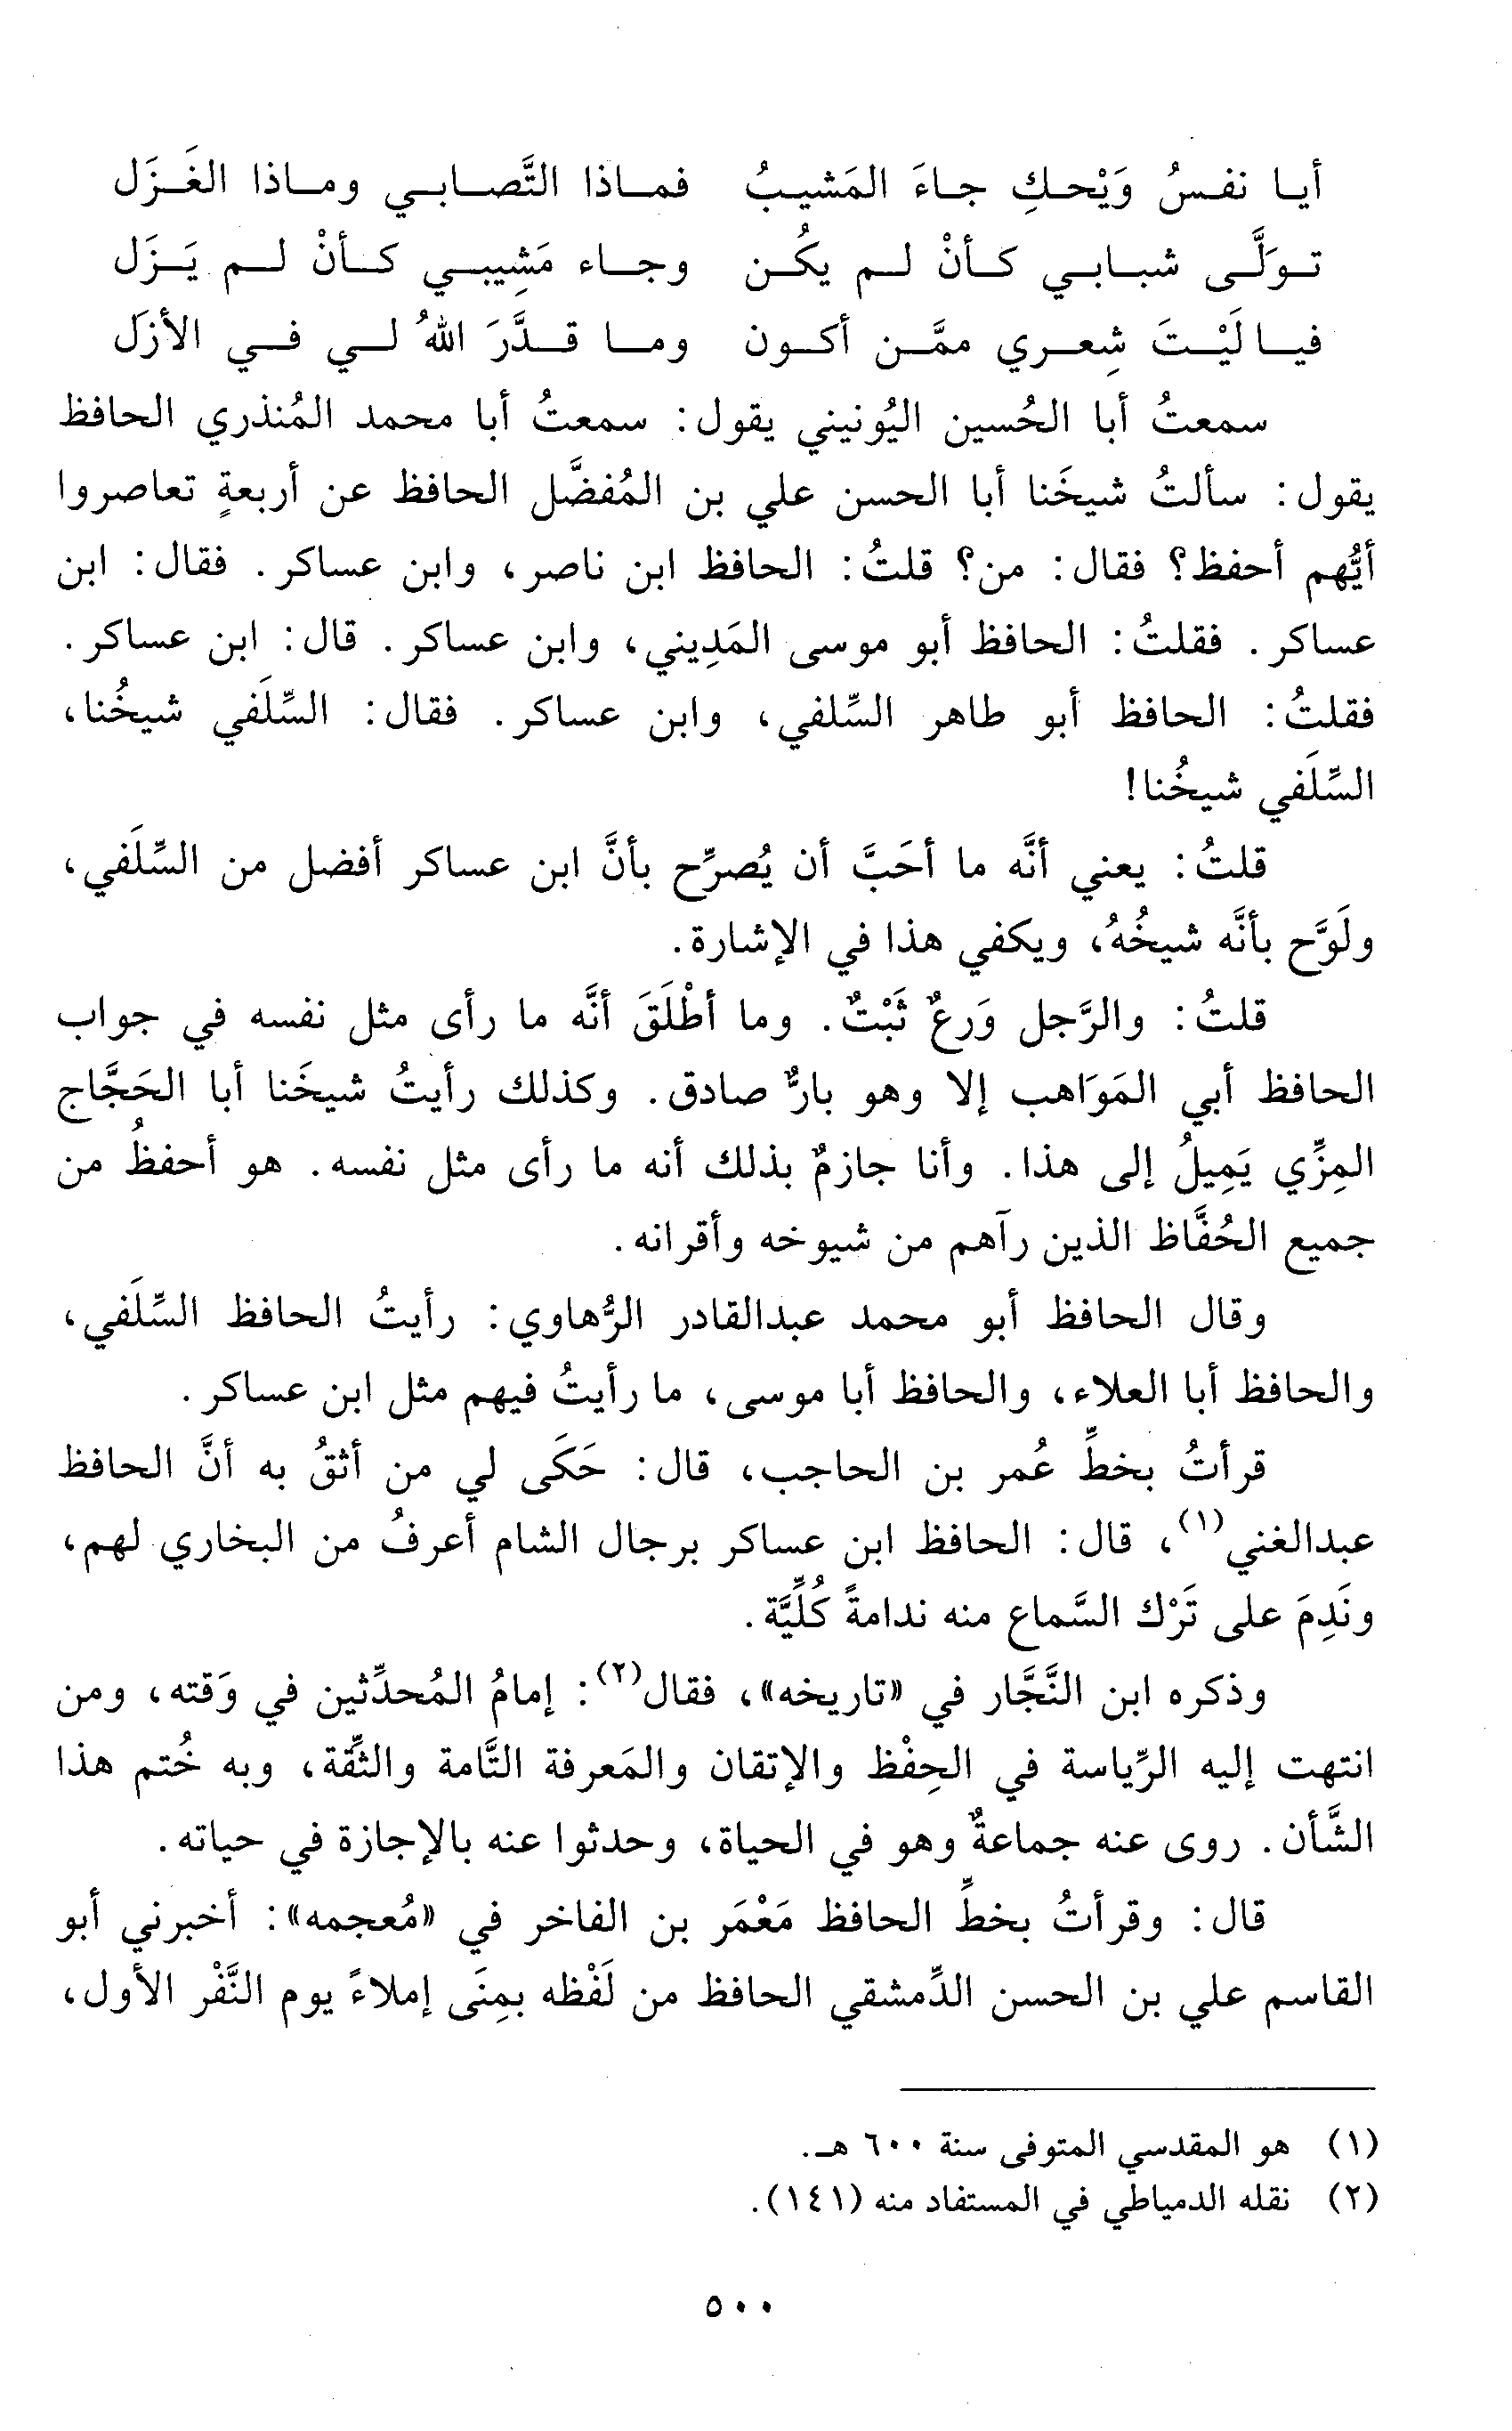 أيا نفسُ وَيْحكِ جاءَ المَشيبُ فماذا التَّصابي وماذا الغَزَل
توَلَّى شبابي كأنْ لم يكُن وجاء مَشِيبي كأنْ لم يَزَل
فيا لَيْتَ شِعري ممَّن أكون وما قدَّرَ اللهُ لي في الأزَل
سمعتُ أبا الحُسين اليُونيني يقول: سمعتُ أبا محمد المُنذري الحافظ
يقول: سألتُ شيخَنا أبا الحسن علي بن المُفضَّل الحافظ عن أربعةٍ تعاصروا
أيُّهم أحفظ؟ فقال: من؟ قلتُ: الحافظ ابن ناصر، وابن عساكر. فقال: ابن
عساكر. فقلتُ: الحافظ أبو موسى المَدِيني، وابن عساكر. قال: ابن عساكر.
فقلتُ: الحافظ أبو طاهر السِّلفي، وابن عساكر. فقال: السِّلَفي شيخُنا،
السِّلَفي شيخُنا!
قلتُ: يعني أنَّه ما أحَبَّ أن يُصرِّح بأنَّ ابن عساكر أفضل من السِّلَفي،
ولَوَّح بأنَّه شيخُهُ، ويكفي هذا في الإشارة.
قلتُ: والرَّجل وَرعٌ ثَبْتٌ. وما أطْلَقَ أنَّه ما رأى مثل نفسه في جواب
الحافظ أبي المَوَاهب إلا وهو بارٌّ صادق. وكذلك رأيتُ شيخَنا أبا الحَجَّاج
المِزِّي يَمِيلُ إلى هذا. وأنا جازمٌ بذلك أنه ما رأى مثل نفسه. هو أحفظُ من
جميع الحُفَّاظ الذين رآهم من شيوخه وأقرانه.
وقال الحافظ أبو محمد عبدالقادر الرُّهاوي: رأيتُ الحافظ السِّلَفي،
والحافظ أبا العلاء، والحافظ أبا موسى، ما رأيتُ فيهم مثل ابن عساكر.
قرأتُ بخطِّ عُمر بن الحاجب، قال: حَكَى لي من أثقُ به أنَّ الحافظ
عبدالغني(١)، قال: الحافظ ابن عساكر برجال الشام أعرفُ من البخاري لهم،
ونَدِمَ على تَرْك السَّماع منه ندامةً كُلِّيَّة.
وذكره ابن النَّجَّار في «تاريخه»، فقال(٢): إمامُ المُحدِّثين في وَقته، ومن
انتهت إليه الرِّياسة في الحِفْظ والإتقان والمَعرفة التَّامة والثِّقة، وبه خُتم هذا
الشَّأن. روى عنه جماعةٌ وهو في الحياة، وحدثوا عنه بالإجازة في حياته.
قال: وقرأتُ بخطِّ الحافظ مَعْمَر بن الفاخر في «مُعجمه»: أخبرني أبو
القاسم علي بن الحسن الدِّمشقي الحافظ من لَفْظه بمِنَى إملاءً يوم النَّفْر الأول،
(١) هو المقدسي المتوفى سنة ٦٠٠ هـ.
(٢) نقله الدمياطي في المستفاد منه (١٤١).
٥٠٠